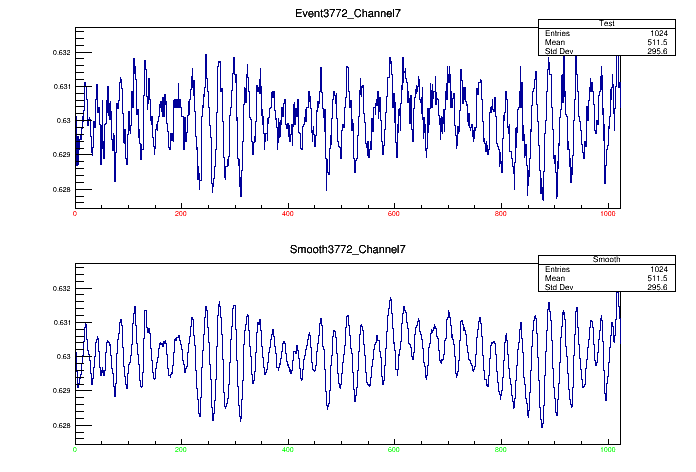 Event3772_Channel7
Test
Entries 1024
Mean 511.5
Std Dev 295.6
0.632
0.631
0.63
0.629
0.628
0 200 400 600 800 1000
Smooth3772_Channel7
Smooth
Entries 1024
Mean 511.5
Std Dev 295.6
0.632
0.631
0.63
0.629
0.628
0 200 400 600 800 1000